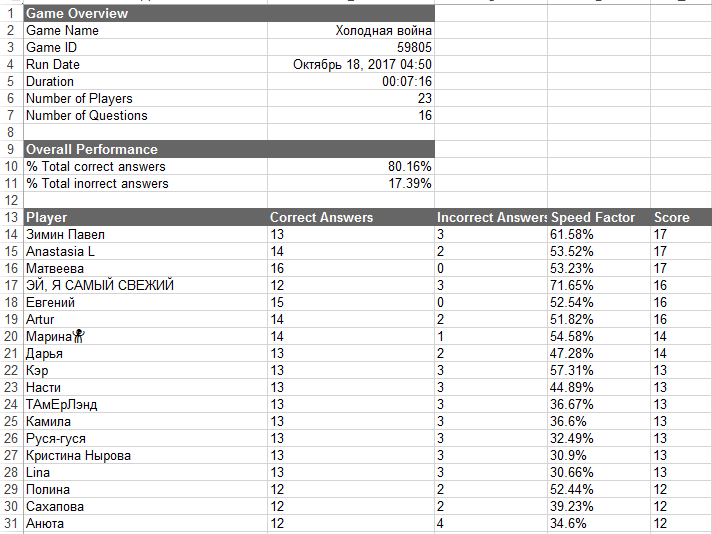 1 Game Overview
2 Game Name Холодная война
3 Game ID 59805
4 Run Date Октябрь 18, 2017 04:50
5 Duration 00:07:16
6 Number of Players 23
7 Number of Questions 16
8
9 Overall Performance
10 % Total correct answers 80.16%
11 % Total inorrect answers 17.39%
12
13 Player Correct Answers Incorrect Answers Speed Factor Score
14 Зимин Павел 13 3 61.58% 17
15 Anastasia L 14 2 53.52% 17
16 Матвеева 16 0 53.23% 17
17 ЭЙ, Я САМЫЙ СВЕЖИЙ 12 3 71.65% 16
18 Евгений 15 0 52.54% 16
19 Artur 14 2 51.82% 16
20 Марина 14 1 54.58% 14
21 Дарья 13 2 47.28% 14
22 Кэр 13 3 57.31% 13
23 Насти 13 3 44.89% 13
24 ТАмЕрЛэнд 13 3 36.67% 13
25 Камила 13 3 36.6% 13
26 Руся-гуся 13 3 32.49% 13
27 Кристина Нырова 13 3 30.9% 13
28 Lina 13 3 30.66% 13
29 Полина 12 2 52.44% 12
30 Сахапова 12 2 39.23% 12
31 Анюта 12 4 34.6% 12